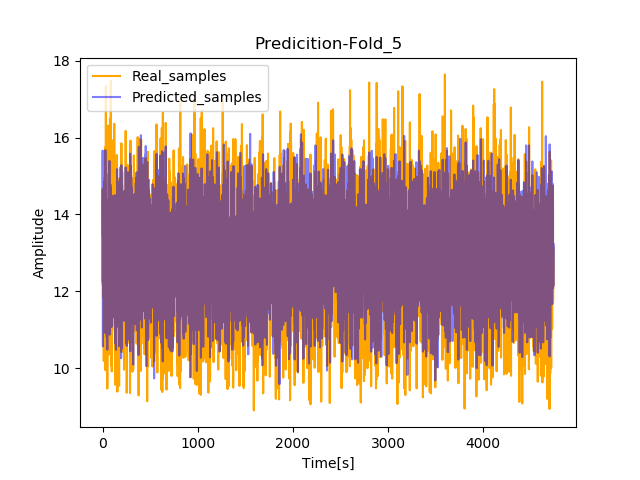 Predicition-Fold_5
Real_samples
Predicted_samples
18
16
14
12
10
Amplitude
0 1000 2000 3000 4000
Time[s]